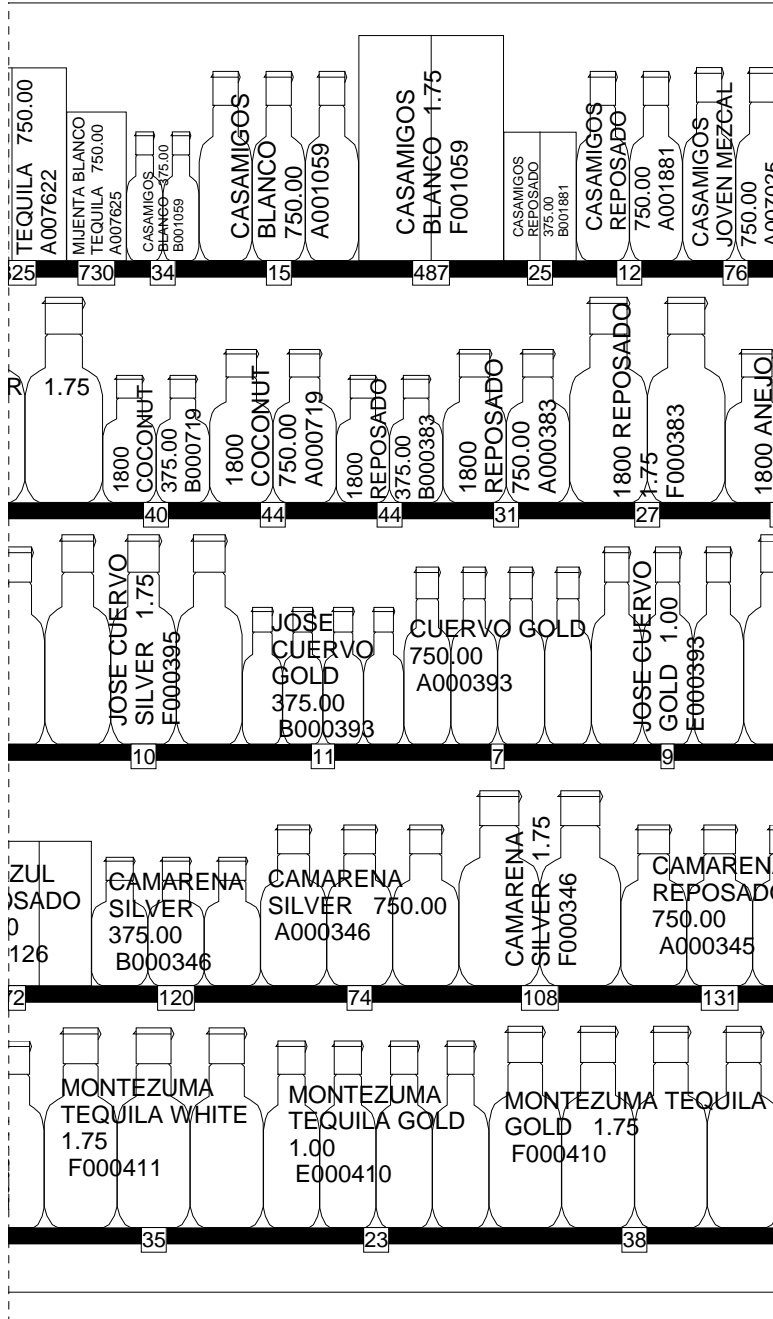 TEQUILA 750.00
A007622
MIJENTA BLANCO
TEQUILA 750.00
A007625
CASAMIGOS
BLANCO 375.00
B001059
CASAMIGOS
BLANCO
750.00
A001059
CASAMIGOS
BLANCO 1.75
F001059
CASAMIGOS
REPOSADO
375.00
B001881
CASAMIGOS
REPOSADO
750.00
A001881
CASAMIGOS
JOVEN MEZCAL
750.00
730
34
15
487
25
12
76
R 1.75
1800
COCONUT
375.00
B000719
1800
COCONUT
750.00
A000719
1800
REPOSADO
375.00
B000383
1800
REPOSADO
750.00
A000383
1800 REPOSADO
1.75
F000383
1800 ANEJO
40
44
44
31
27
JOSE CUERVO
SILVER 1.75
F000395
JOSE
CUERVO
GOLD
375.00
B000393
CUERVO GOLD
750.00
A000393
JOSE CUERVO
GOLD 1.00
E000393
10
11
7
9
ZUL
OSADO
0
126
CAMARENA
SILVER
375.00
B000346
CAMARENA
SILVER 750.00
A000346
CAMARENA
SILVER 1.75
F000346
CAMARENA
REPOSADO
750.00
A000345
72
120
74
108
131
MONTEZUMA
TEQUILA WHITE
1.75
F000411
MONTEZUMA
TEQUILA GOLD
1.00
E000410
MONTEZUMA TEQUILA
GOLD 1.75
F000410
35
23
38